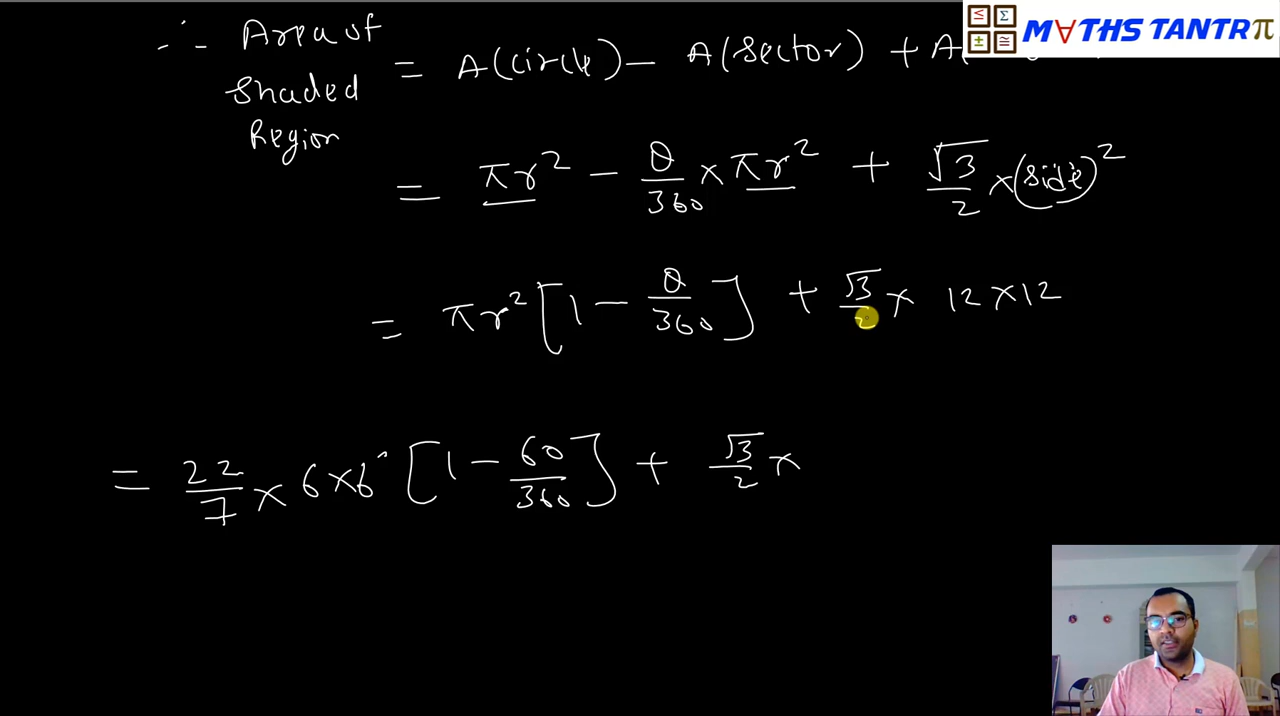 ≤ Σ ± ≅ M∀THS TANTRπ
∴ Area of Shaded Region = A(circle) − A(sector) + A(
= πr² − θ/360 × πr² + √3/2 × (side)²
= πr² [1 − θ/360] + √3/2 × 12 × 12
= 22/7 × 6 × 6 [1 − 60/360] + √3/2 ×